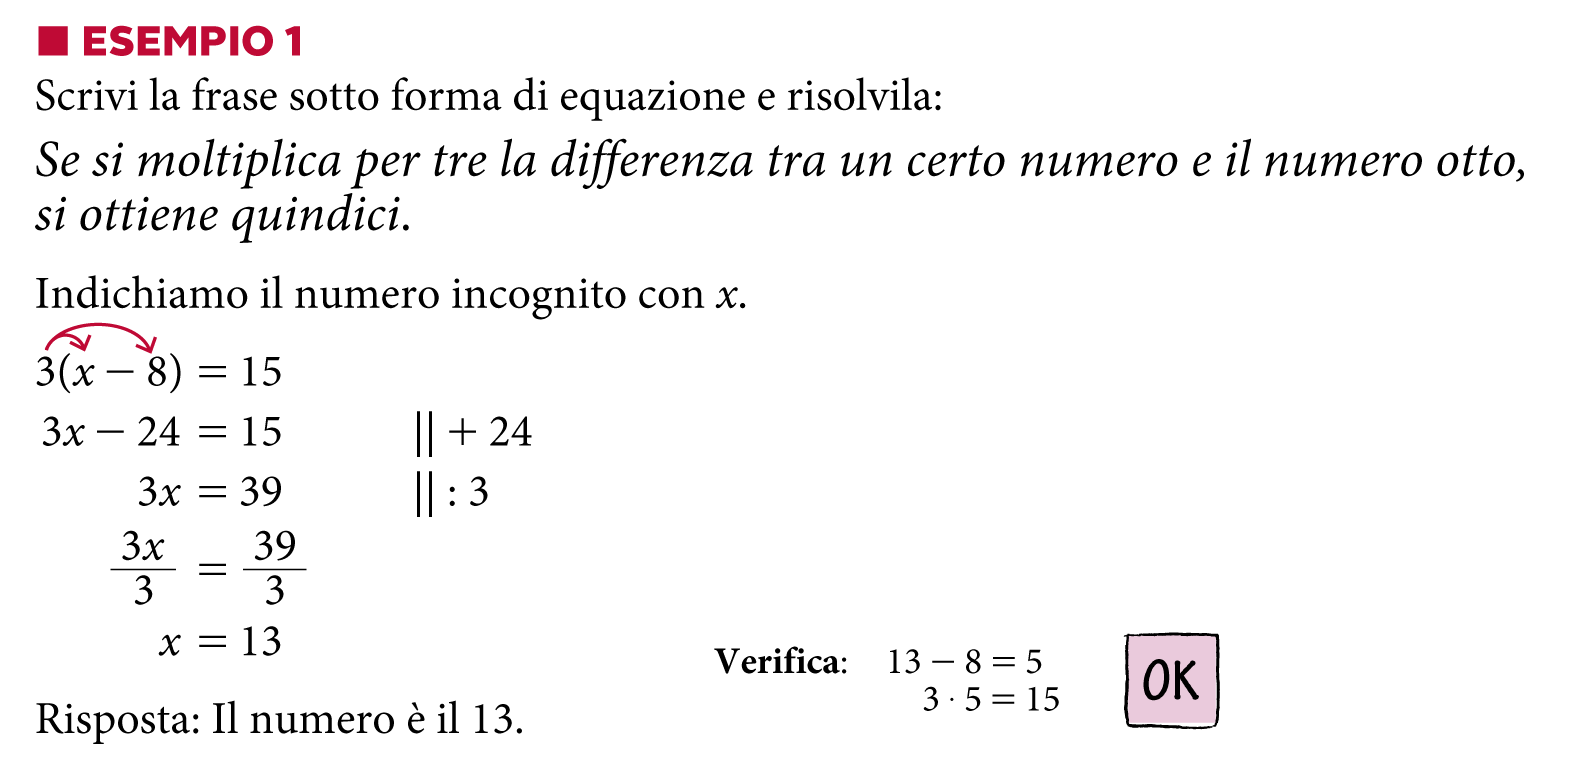 ESEMPIO 1
Scrivi la frase sotto forma di equazione e risolvila:
Se si moltiplica per tre la differenza tra un certo numero e il numero otto,
si ottiene quindici.
Indichiamo il numero incognito con x.
3(x − 8) = 15
3x − 24 = 15 || + 24
3x = 39 || : 3
3x/3 = 39/3
x = 13
Verifica: 13 − 8 = 5
3 · 5 = 15
OK
Risposta: Il numero è il 13.